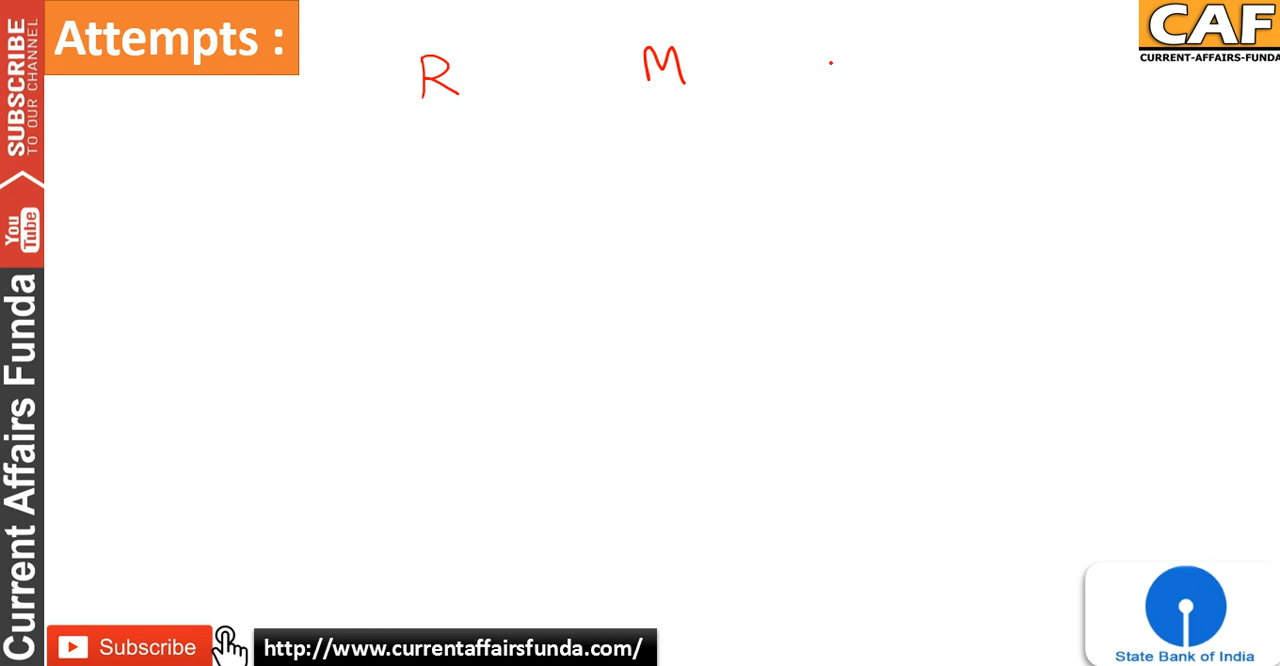 Attempts :
R M
CAF
CURRENT-AFFAIRS-FUNDA
SUBSCRIBE
TO OUR CHANNEL
You Tube
Current Affairs Funda
Subscribe
http://www.currentaffairsfunda.com/
State Bank of India